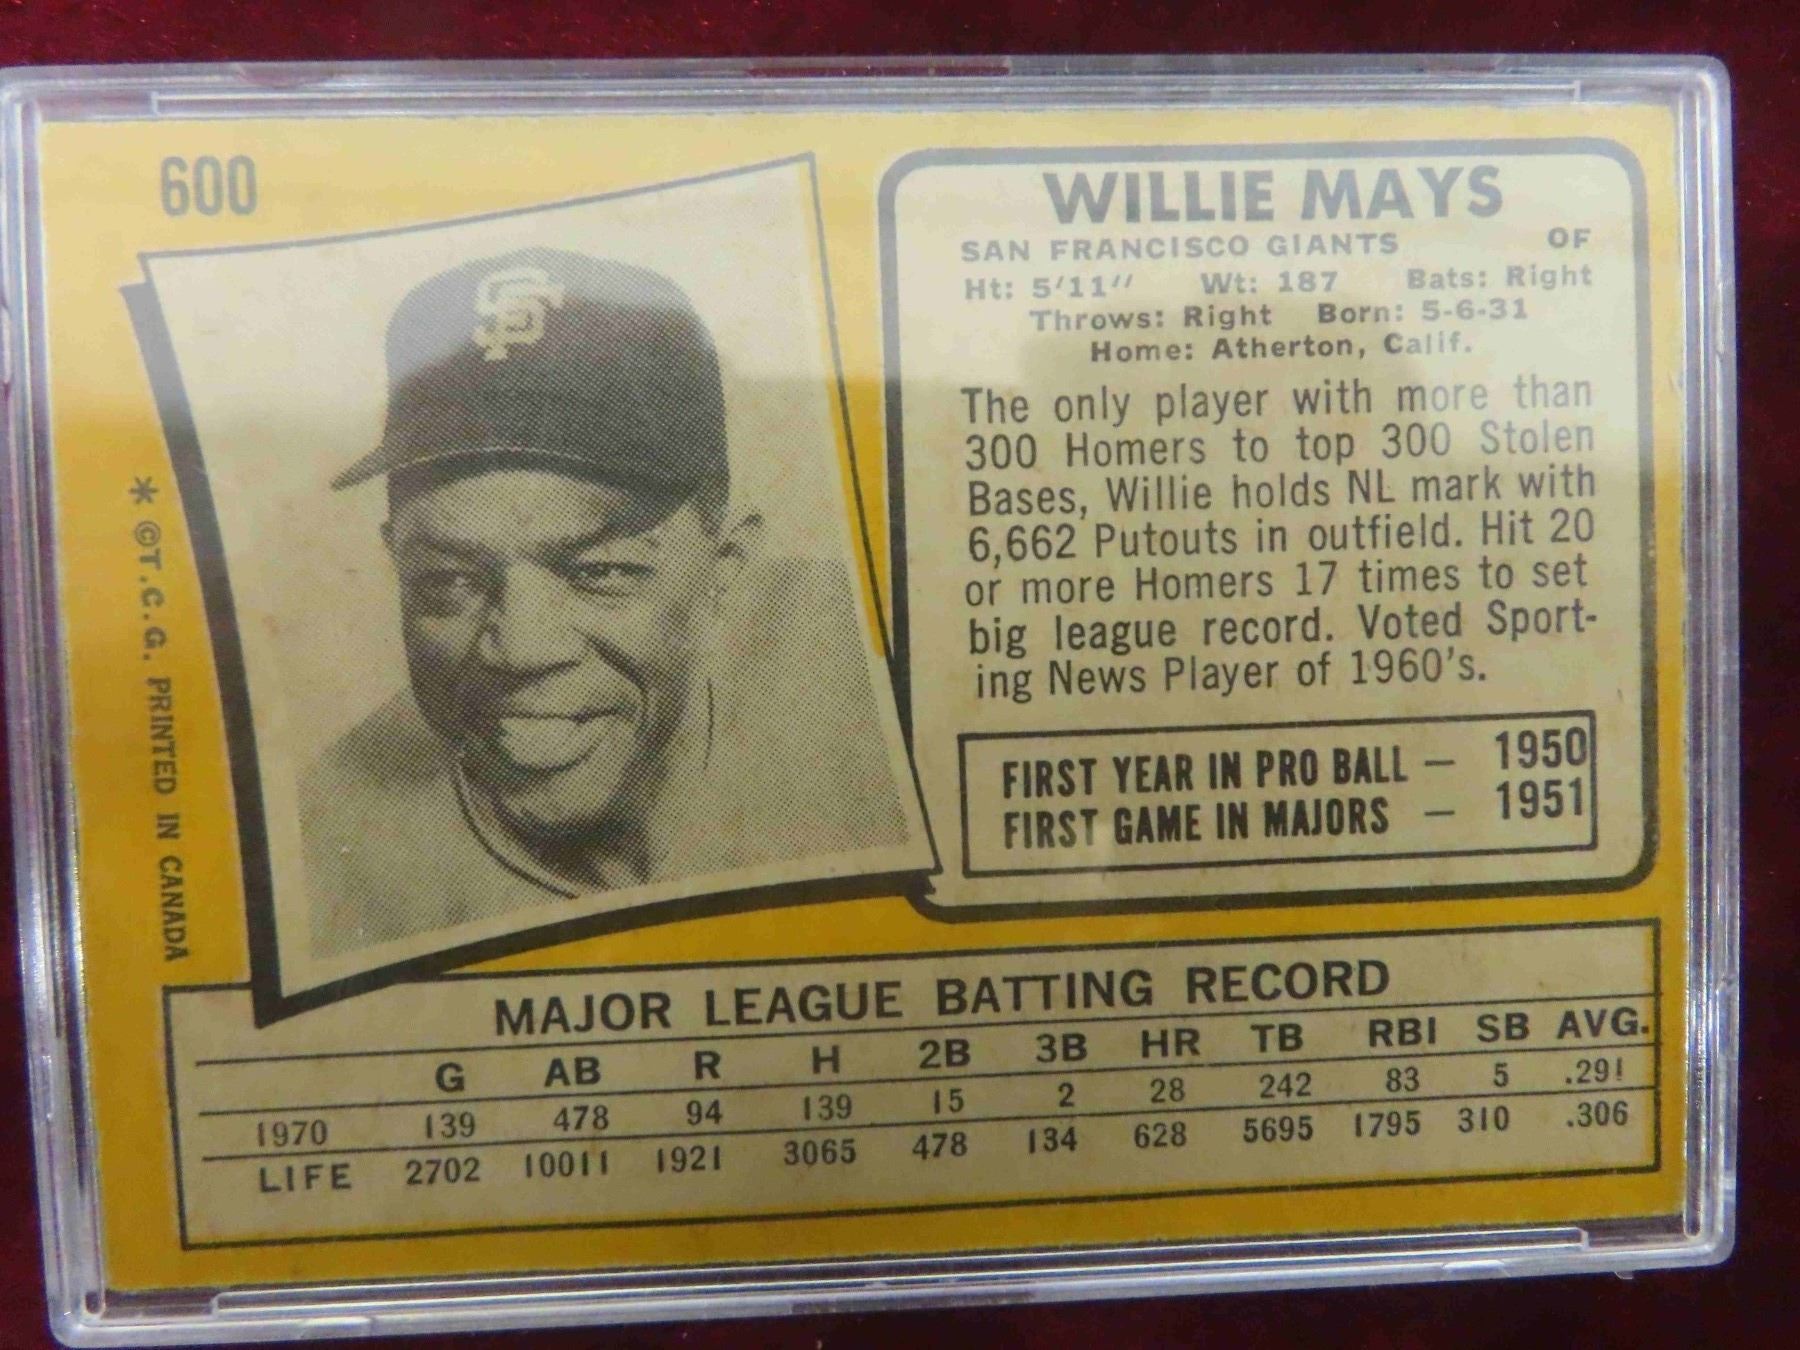 600
SF
* ©T.C.G. PRINTED IN CANADA
WILLIE MAYS
SAN FRANCISCO GIANTS OF
Ht: 5'11" Wt: 187 Bats: Right
Throws: Right Born: 5-6-31
Home: Atherton, Calif.
The only player with more than
300 Homers to top 300 Stolen
Bases, Willie holds NL mark with
6,662 Putouts in outfield. Hit 20
or more Homers 17 times to set
big league record. Voted Sport-
ing News Player of 1960's.
FIRST YEAR IN PRO BALL — 1950
FIRST GAME IN MAJORS — 1951
MAJOR LEAGUE BATTING RECORD
G AB R H 2B 3B HR TB RBI SB AVG.
1970 139 478 94 139 15 2 28 242 83 5 .291
LIFE 2702 10011 1921 3065 478 134 628 5695 1795 310 .306